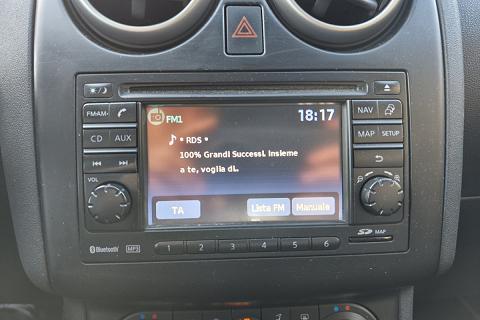 FM•AM
NAV
CD AUX
MAP SETUP
VOL
FM1 18:17
• RDS •
100% Grandi Successi. Insieme
a te, voglia di..
TA Lista FM Manuale
Bluetooth MP3 1 2 3 4 5 6 SD MAP